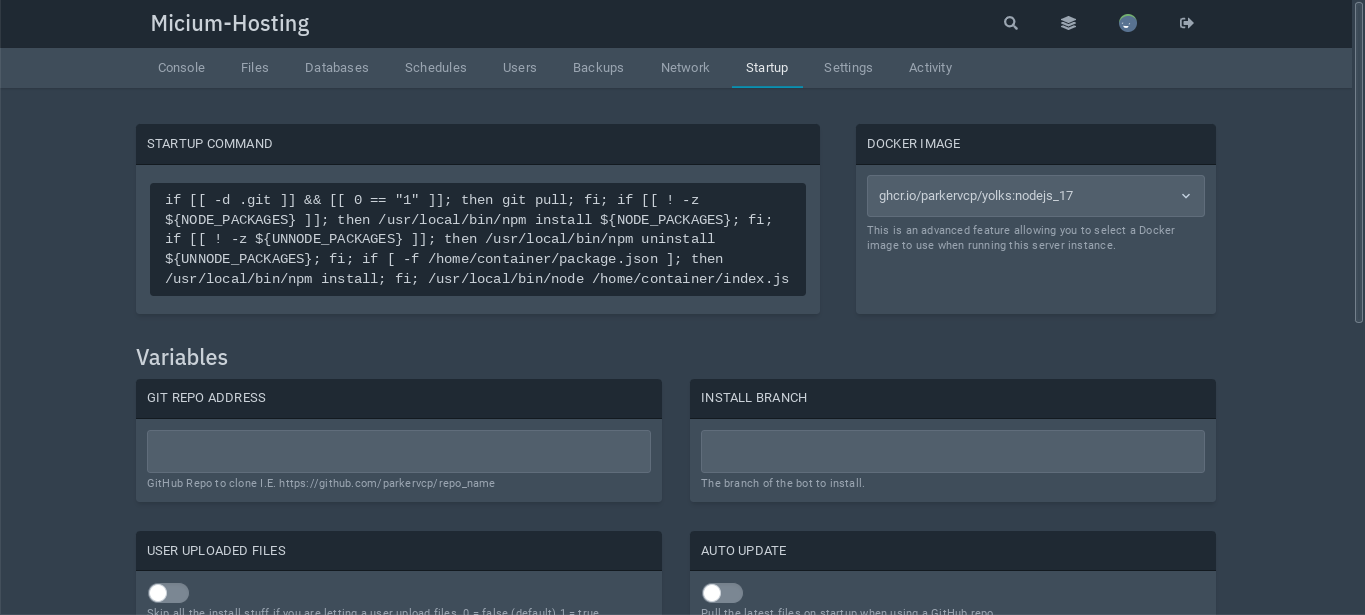 Micium-Hosting
Console Files Databases Schedules Users Backups Network Startup Settings Activity
STARTUP COMMAND
if [[ -d .git ]] && [[ 0 == "1" ]]; then git pull; fi; if [[ ! -z
${NODE_PACKAGES} ]]; then /usr/local/bin/npm install ${NODE_PACKAGES}; fi;
if [[ ! -z ${UNNODE_PACKAGES} ]]; then /usr/local/bin/npm uninstall
${UNNODE_PACKAGES}; fi; if [ -f /home/container/package.json ]; then
/usr/local/bin/npm install; fi; /usr/local/bin/node /home/container/index.js
DOCKER IMAGE
ghcr.io/parkervcp/yolks:nodejs_17
This is an advanced feature allowing you to select a Docker
image to use when running this server instance.
Variables
GIT REPO ADDRESS
GitHub Repo to clone I.E. https://github.com/parkervcp/repo_name
INSTALL BRANCH
The branch of the bot to install.
USER UPLOADED FILES
Skip all the install stuff if you are letting a user upload files. 0 = false (default) 1 = true
AUTO UPDATE
Pull the latest files on startup when using a GitHub repo